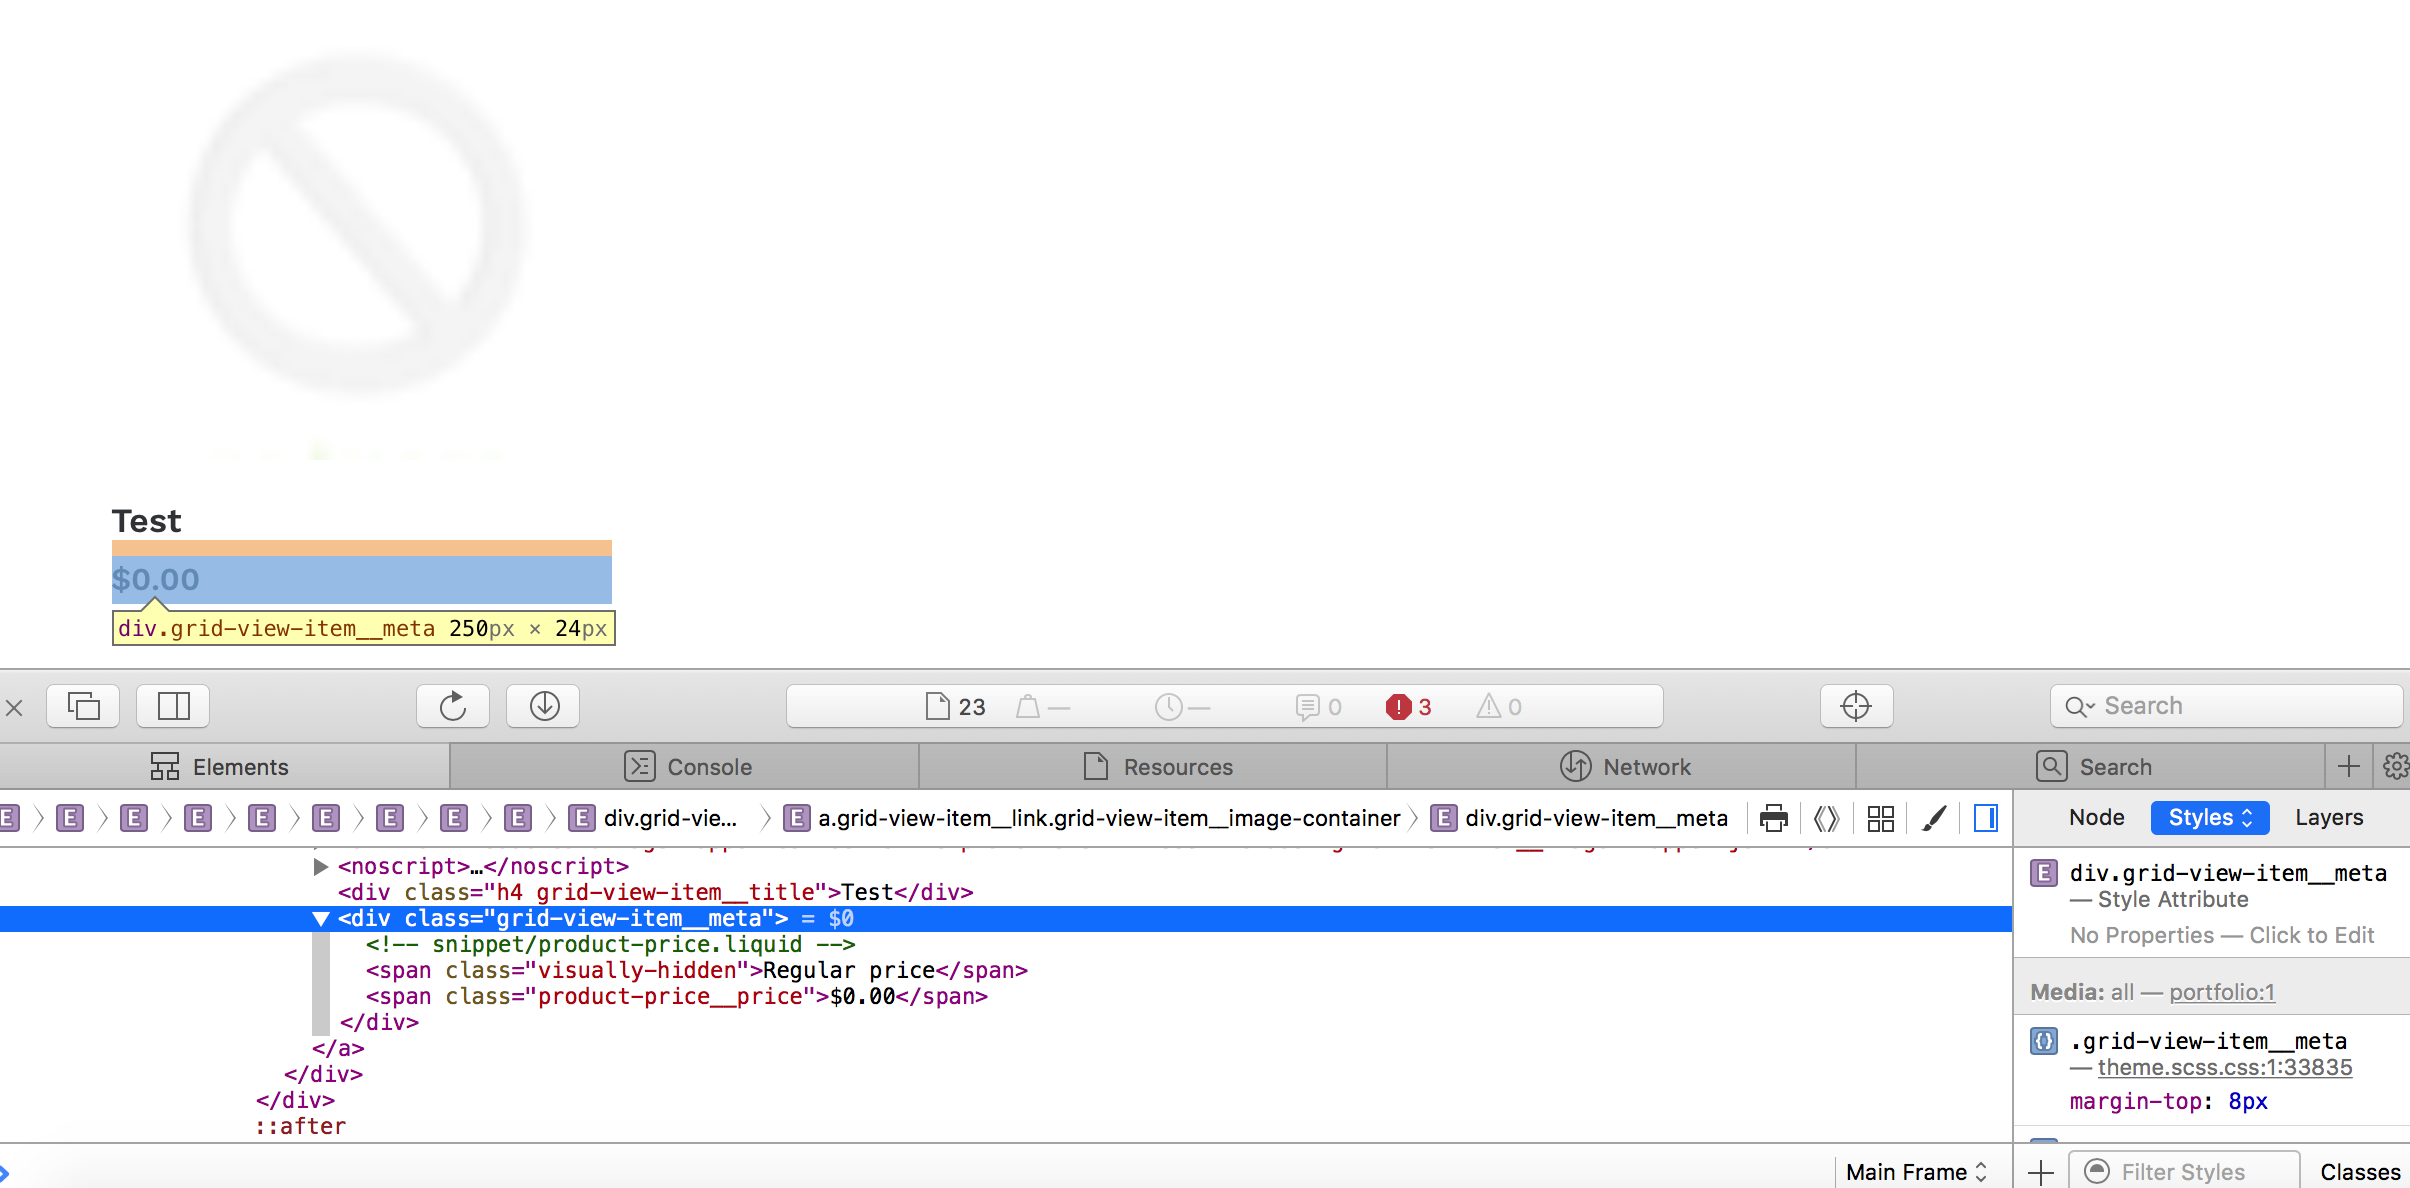 Test
$0.00
div.grid-view-item__meta 250px × 24px
23 — — 0 3 0 Search
Elements Console Resources Network Search
E E E E E E E E E E div.grid-vie... E a.grid-view-item__link.grid-view-item__image-container E div.grid-view-item__meta Node Styles Layers
<noscript>…</noscript>
<div class="h4 grid-view-item__title">Test</div>
<div class="grid-view-item__meta"> = $0
<!-- snippet/product-price.liquid -->
<span class="visually-hidden">Regular price</span>
<span class="product-price__price">$0.00</span>
</div>
</a>
</div>
</div>
::after
E div.grid-view-item__meta
— Style Attribute
No Properties — Click to Edit
Media: all — portfolio:1
{} .grid-view-item__meta
— theme.scss.css:1:33835
margin-top: 8px
Main Frame Filter Styles Classes